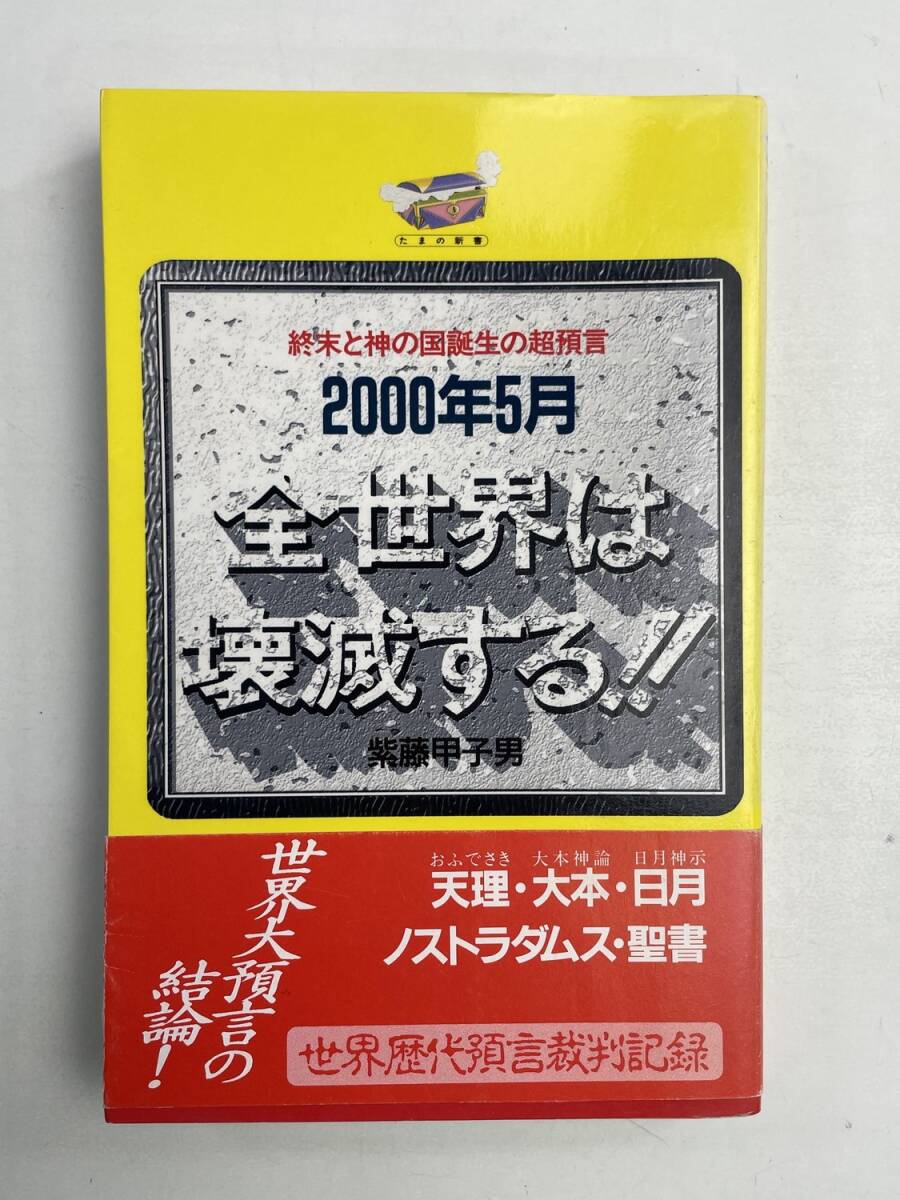 たまの新書
終末と神の国誕生の超預言
2000年5月
全世界は
壊滅する!!
紫藤甲子男
世界大預言の
結論!
おふでさき 大本神諭 日月神示
天理・大本・日月
ノストラダムス・聖書
世界歴代預言裁判記録